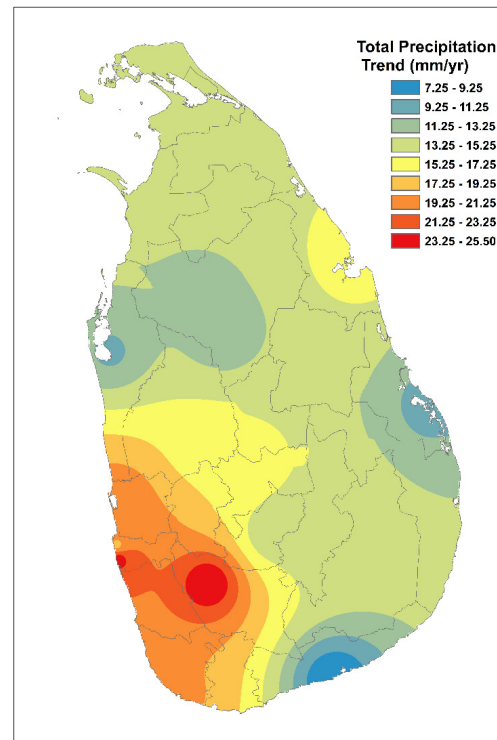 Total Precipitation
Trend (mm/yr)
7.25 - 9.25
9.25 - 11.25
11.25 - 13.25
13.25 - 15.25
15.25 - 17.25
17.25 - 19.25
19.25 - 21.25
21.25 - 23.25
23.25 - 25.50